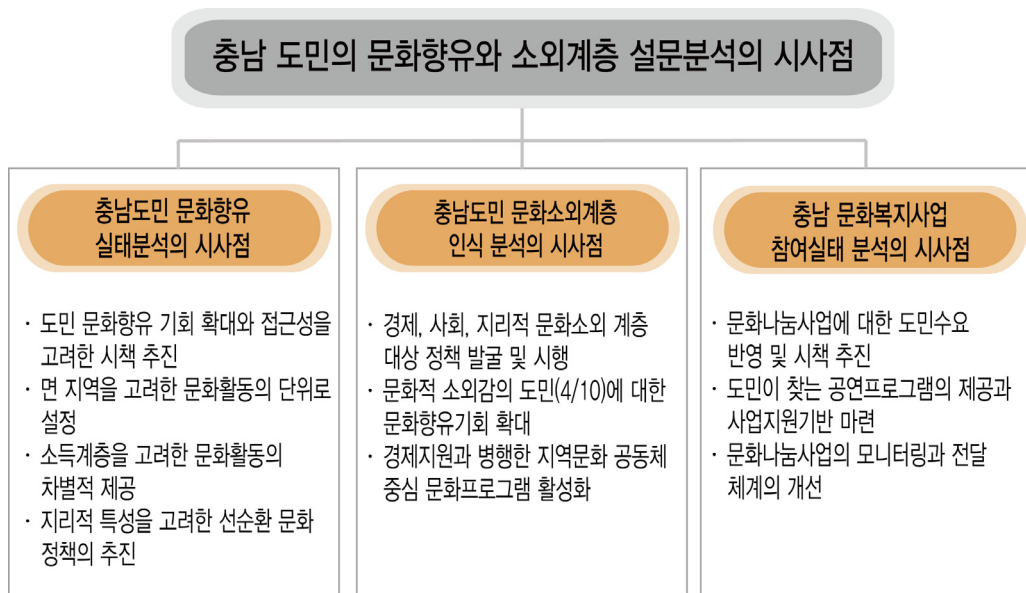 충남 도민의 문화향유와 소외계층 설문분석의 시사점
충남도민 문화향유
실태분석의 시사점
· 도민 문화향유 기회 확대와 접근성을
고려한 시책 추진
· 면 지역을 고려한 문화활동의 단위로
설정
· 소득계층을 고려한 문화활동의
차별적 제공
· 지리적 특성을 고려한 선순환 문화
정책의 추진
충남도민 문화소외계층
인식 분석의 시사점
· 경제, 사회, 지리적 문화소외 계층
대상 정책 발굴 및 시행
· 문화적 소외감의 도민(4/10)에 대한
문화향유기회 확대
· 경제지원과 병행한 지역문화 공동체
중심 문화프로그램 활성화
충남 문화복지사업
참여실태 분석의 시사점
· 문화나눔사업에 대한 도민수요
반영 및 시책 추진
· 도민이 찾는 공연프로그램의 제공과
사업지원기반 마련
· 문화나눔사업의 모니터링과 전달
체계의 개선